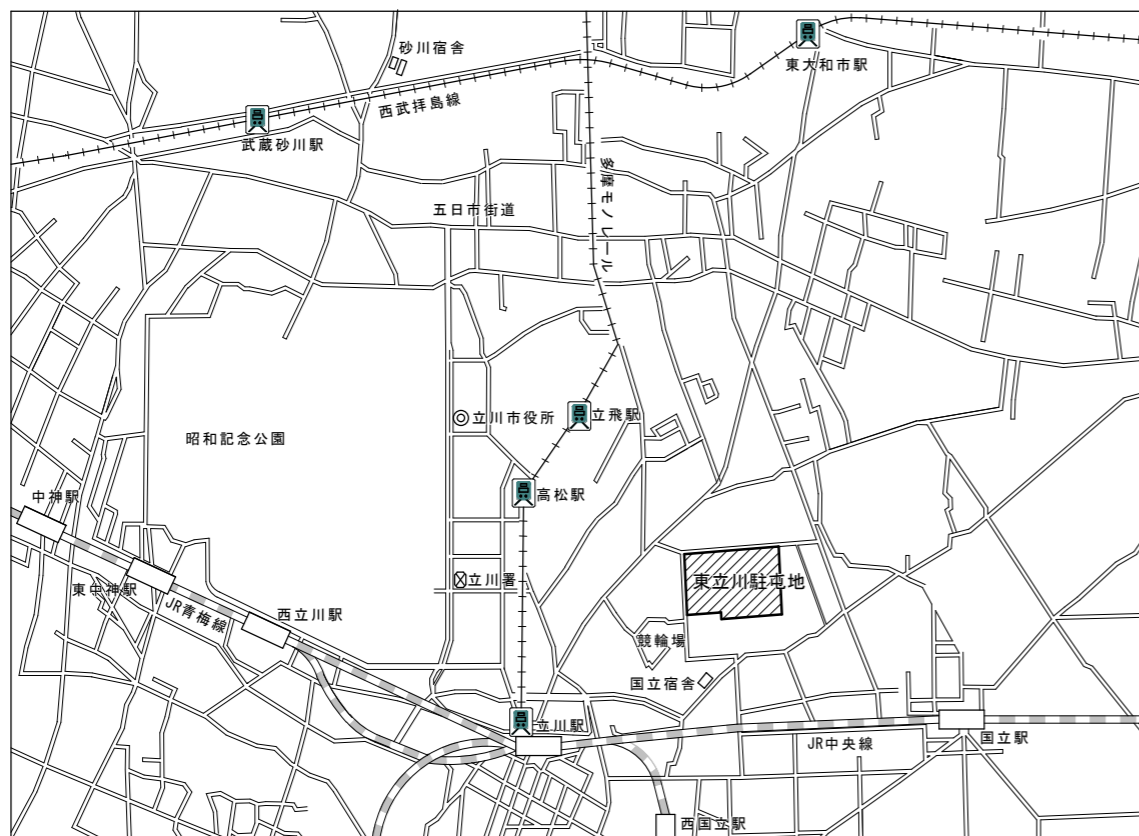 砂川宿舎
東大和市駅
西武拝島線
武蔵砂川駅
多摩モノレール
五日市街道
立川市役所
立飛駅
昭和記念公園
高松駅
中神駅
東立川駐屯地
立川署
東中神駅
JR青梅線
西立川駅
競輪場
国立宿舎
立川駅
国立駅
JR中央線
西国立駅